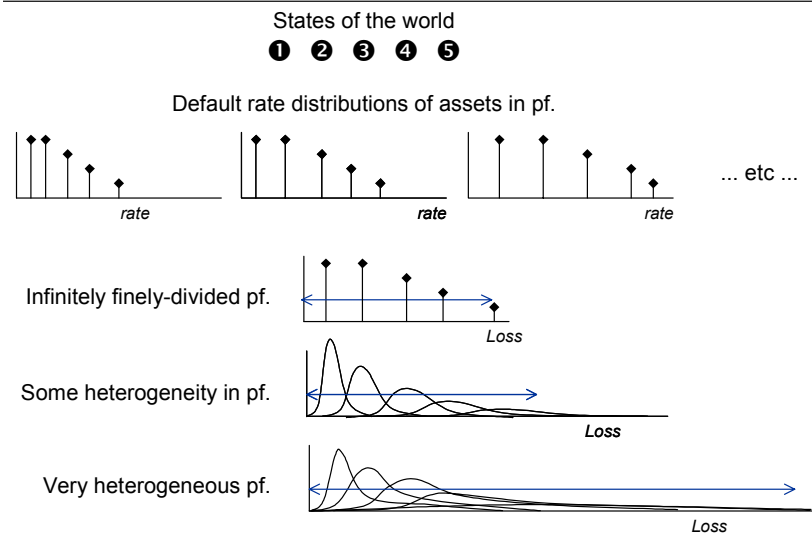 States of the world
❶ ❷ ❸ ❹ ❺
Default rate distributions of assets in pf.
rate
rate
rate
... etc ...
Infinitely finely-divided pf.
Loss
Some heterogeneity in pf.
Loss
Very heterogeneous pf.
Loss